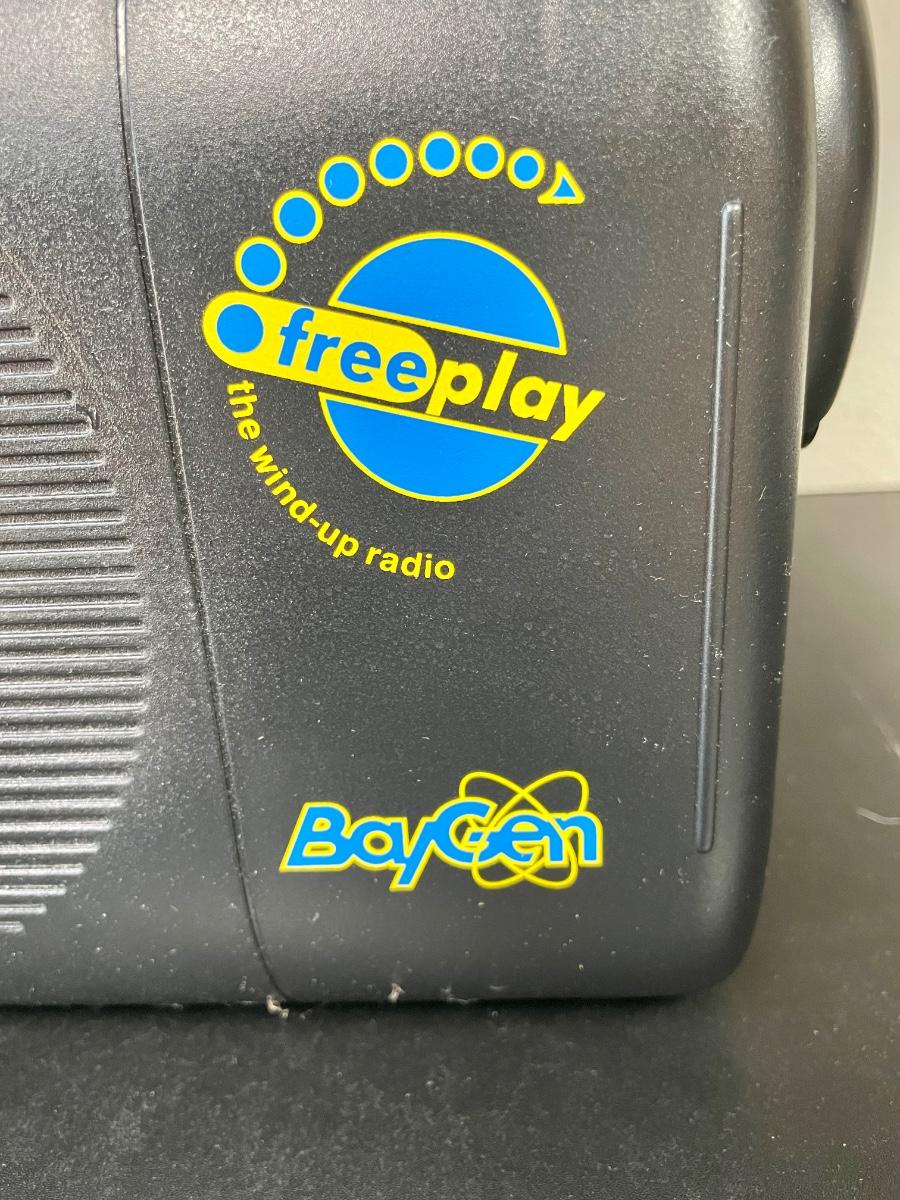 freeplay
the wind-up radio
BayGen